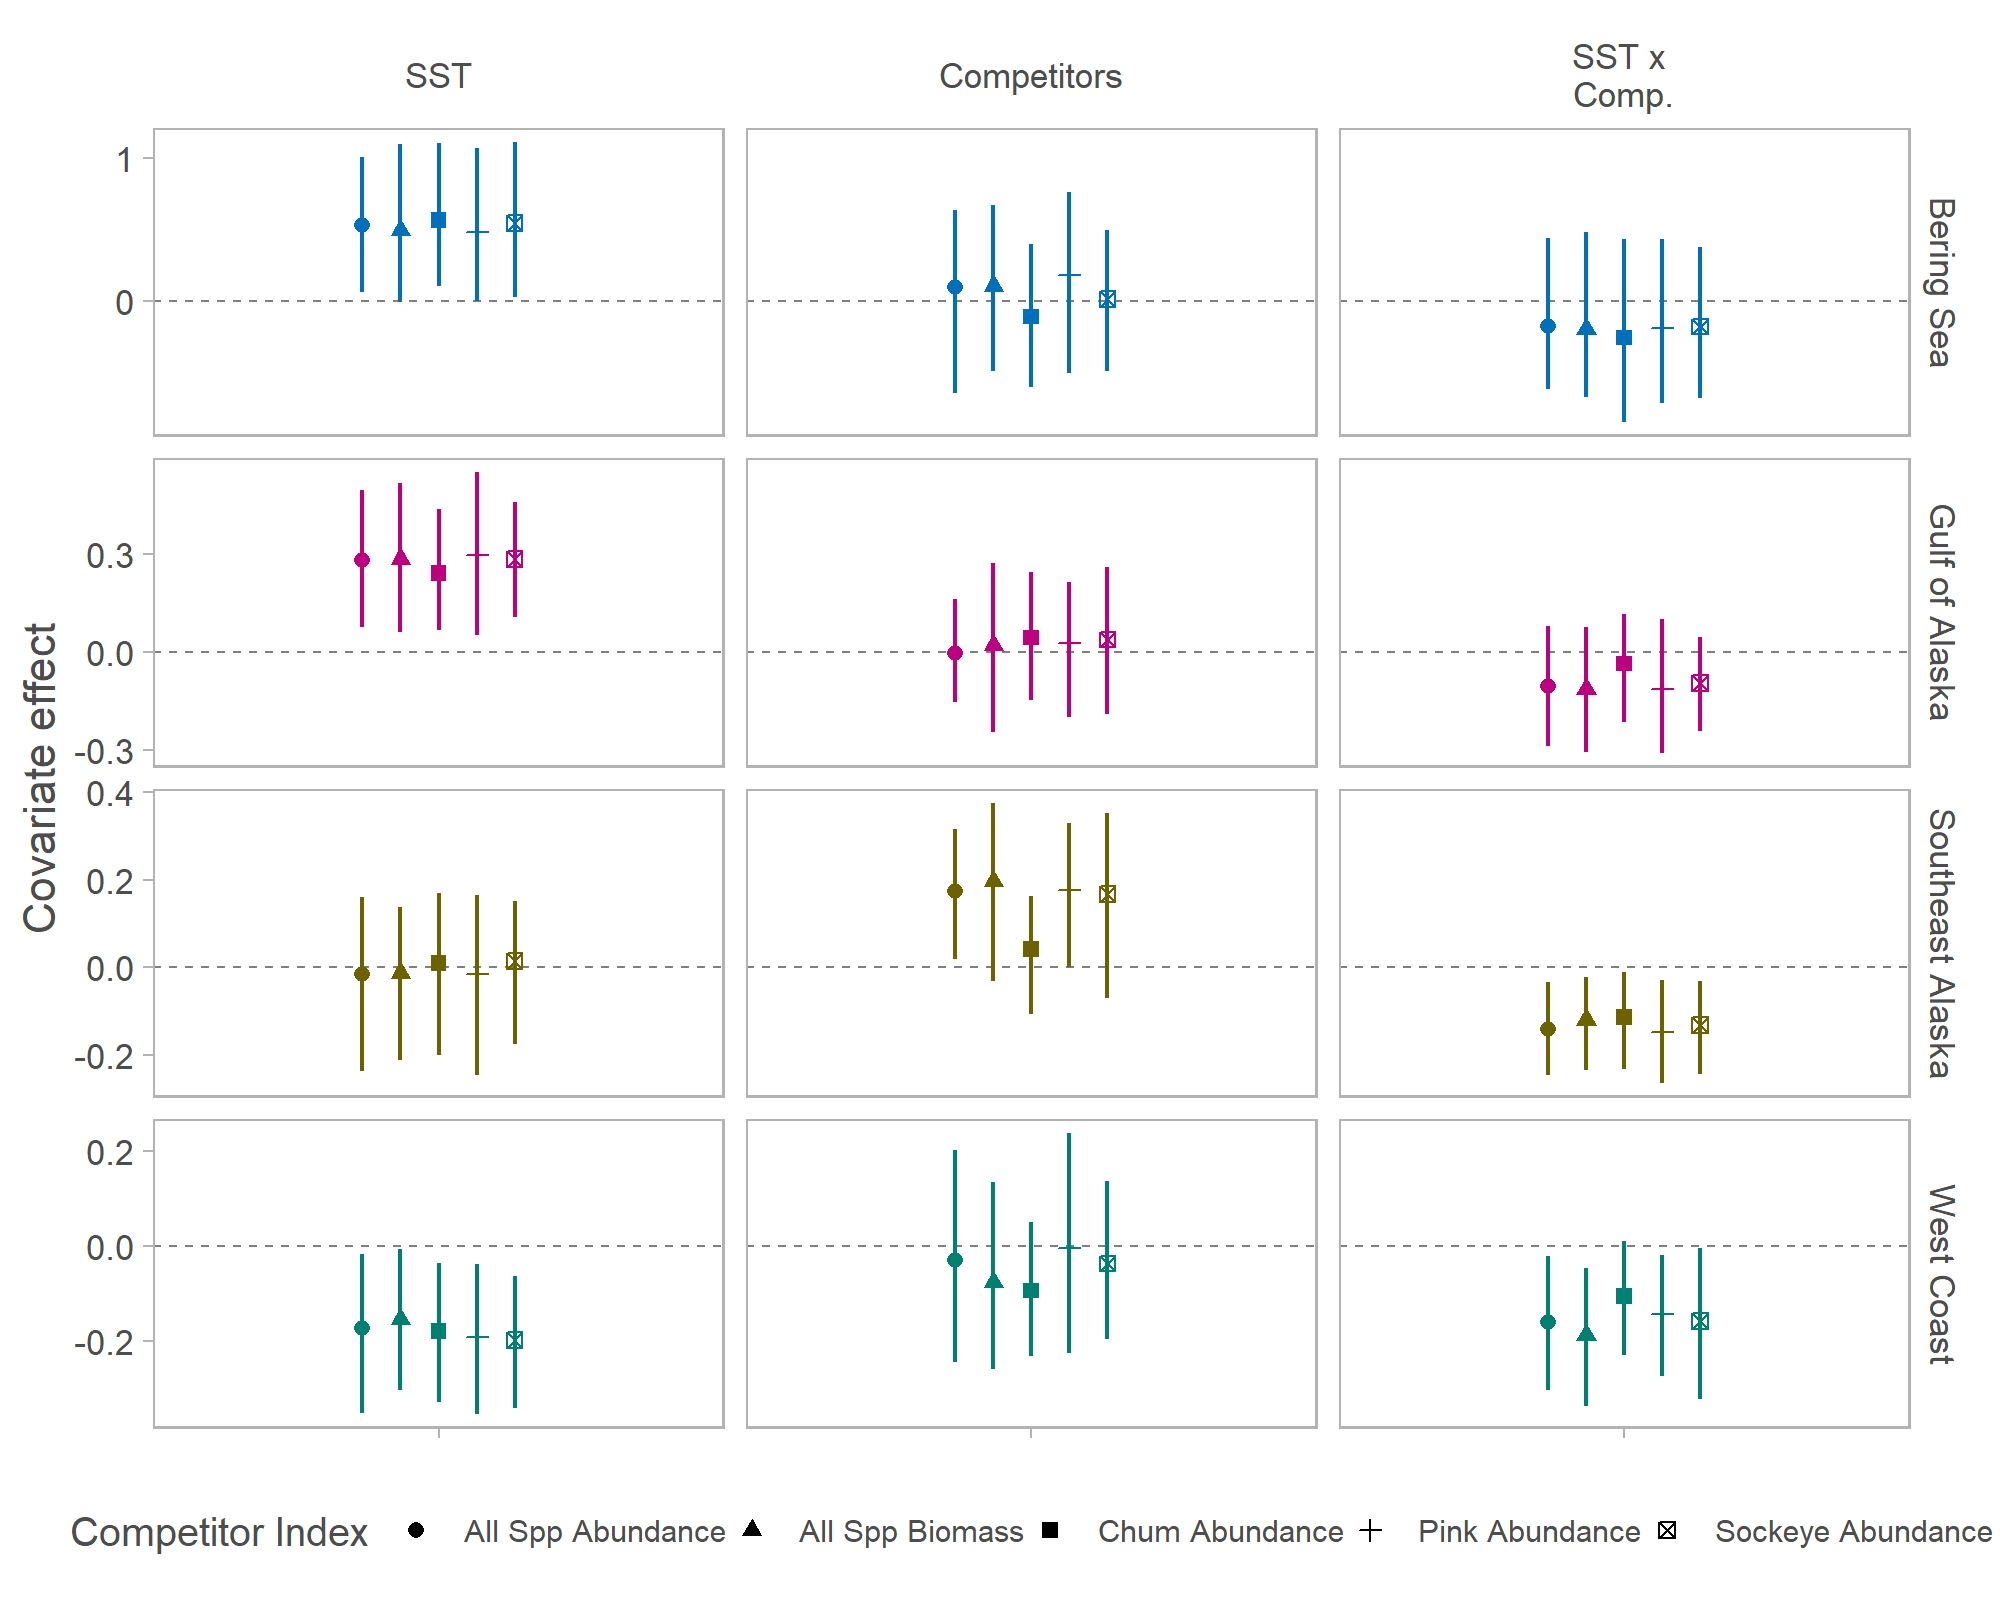 SST
Competitors
SST x
Comp.
Covariate effect
1
0
Bering Sea
0.3
0.0
-0.3
Gulf of Alaska
0.4
0.2
0.0
-0.2
Southeast Alaska
0.2
0.0
-0.2
West Coast
Competitor Index All Spp Abundance All Spp Biomass Chum Abundance Pink Abundance Sockeye Abundance